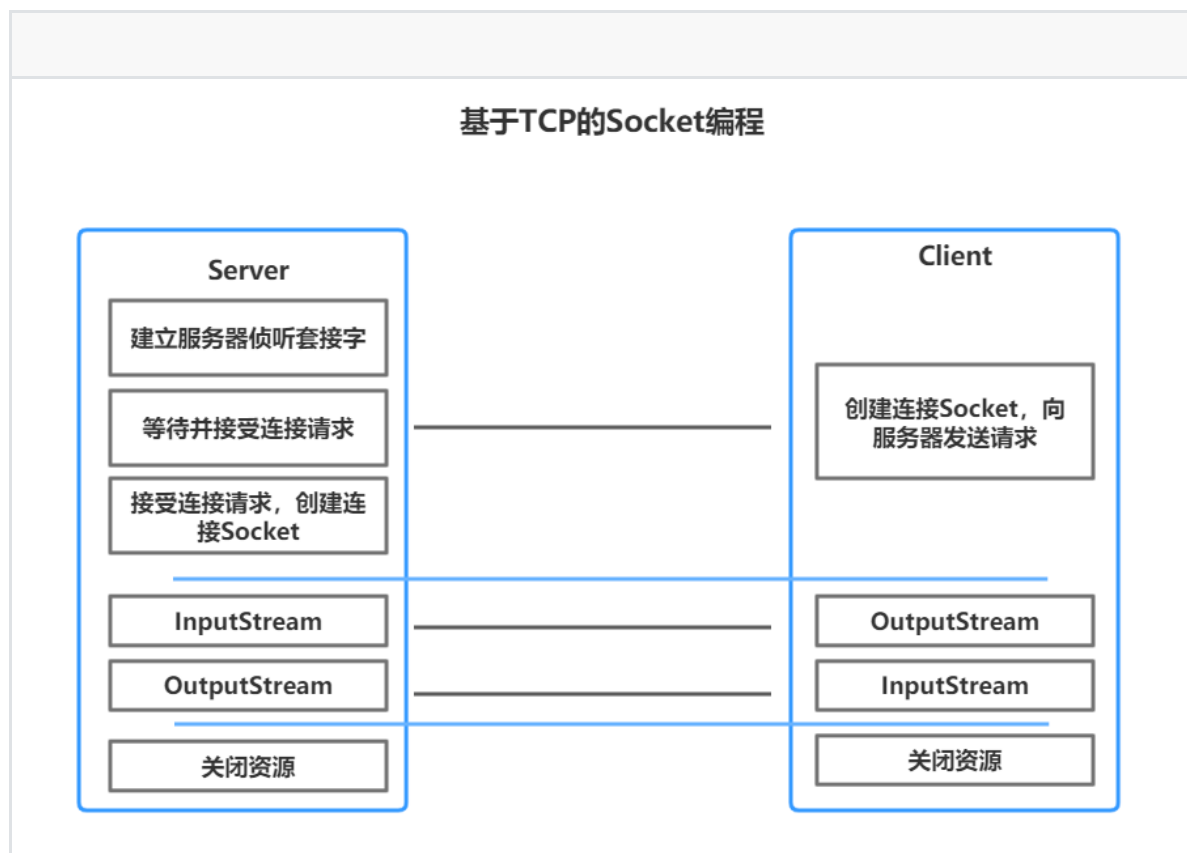 基于TCP的Socket编程
Server
建立服务器侦听套接字
等待并接受连接请求
接受连接请求，创建连
接Socket
InputStream
OutputStream
关闭资源
Client
创建连接Socket，向
服务器发送请求
OutputStream
InputStream
关闭资源